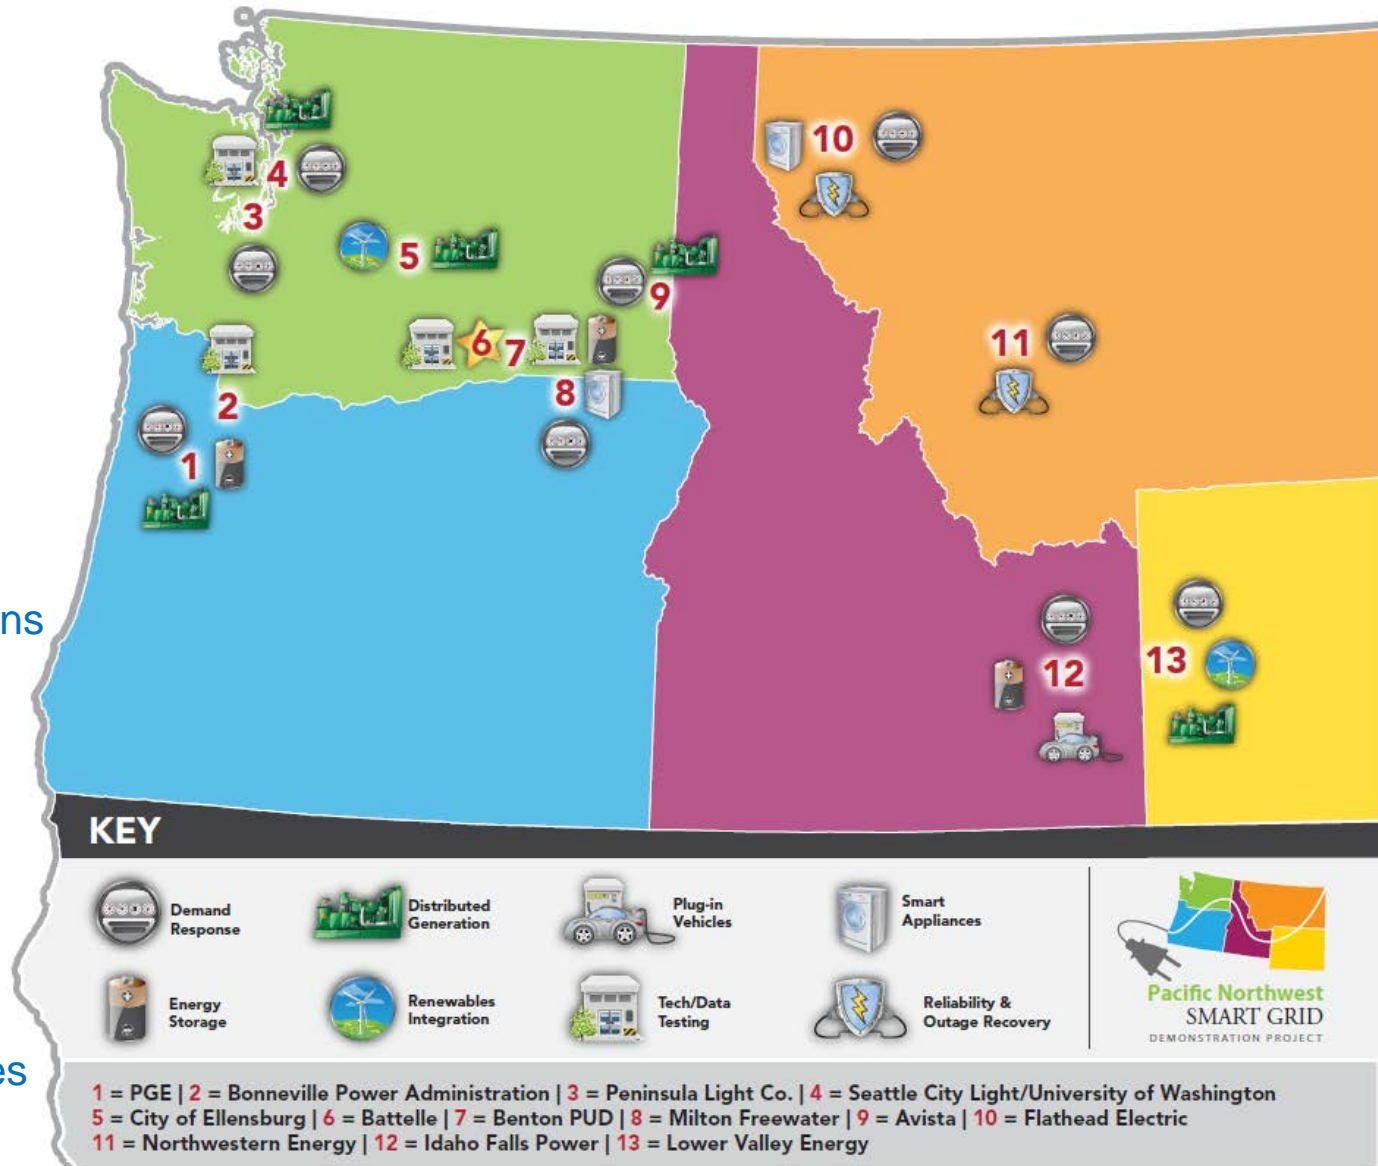 4
10
3
5
9
11
6
7
8
2
1
ns
12
13
KEY
Demand
Response
Distributed
Generation
Plug-in
Vehicles
Smart
Appliances
Energy
Storage
Renewables
Integration
Tech/Data
Testing
Reliability &
Outage Recovery
Pacific Northwest
SMART GRID
DEMONSTRATION PROJECT
es
1 = PGE | 2 = Bonneville Power Administration | 3 = Peninsula Light Co. | 4 = Seattle City Light/University of Washington
5 = City of Ellensburg | 6 = Battelle | 7 = Benton PUD | 8 = Milton Freewater | 9 = Avista | 10 = Flathead Electric
11 = Northwestern Energy | 12 = Idaho Falls Power | 13 = Lower Valley Energy